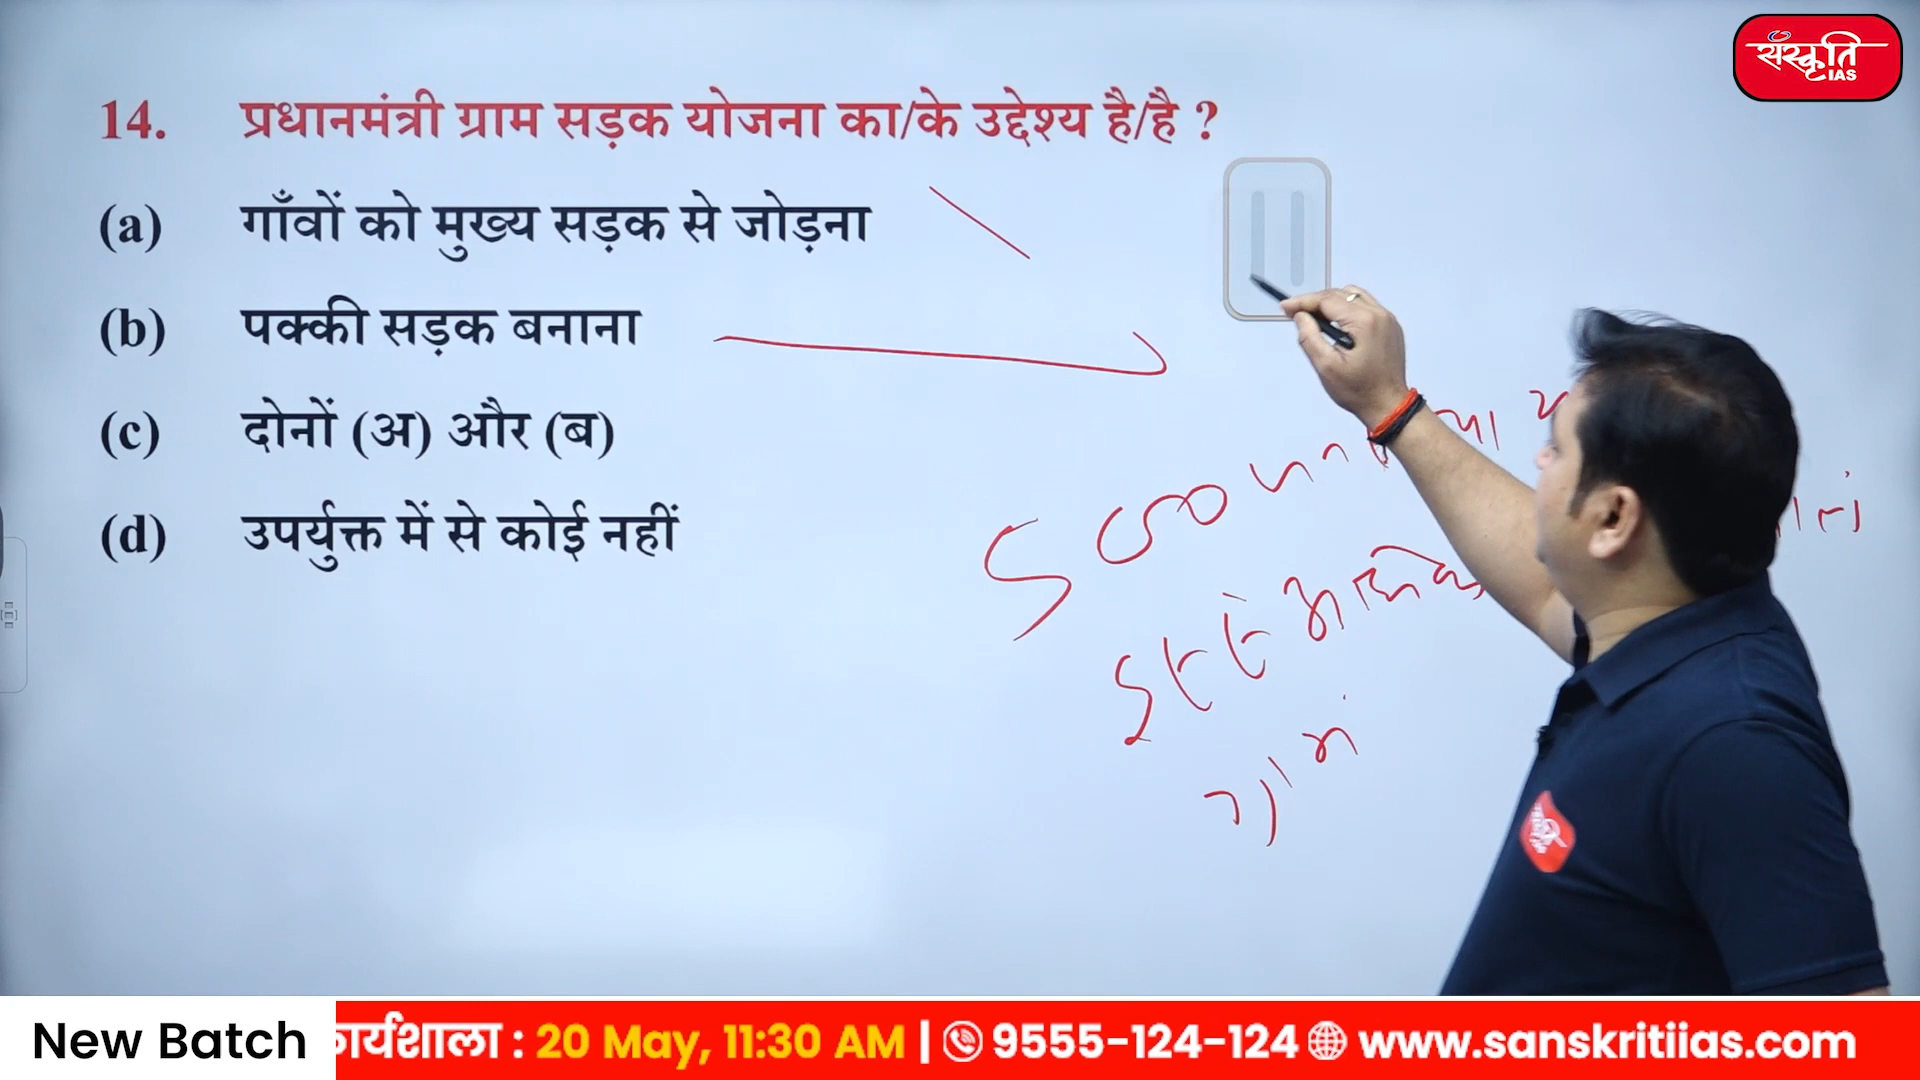 संस्कृति
IAS
14. प्रधानमंत्री ग्राम सड़क योजना का/के उद्देश्य है/है ?
(a) गाँवों को मुख्य सड़क से जोड़ना
(b) पक्की सड़क बनाना
(c) दोनों (अ) और (ब)
(d) उपर्युक्त में से कोई नहीं
500
गाँ
New Batch
कार्यशाला : 20 May, 11:30 AM | 9555-124-124 www.sanskritiias.com